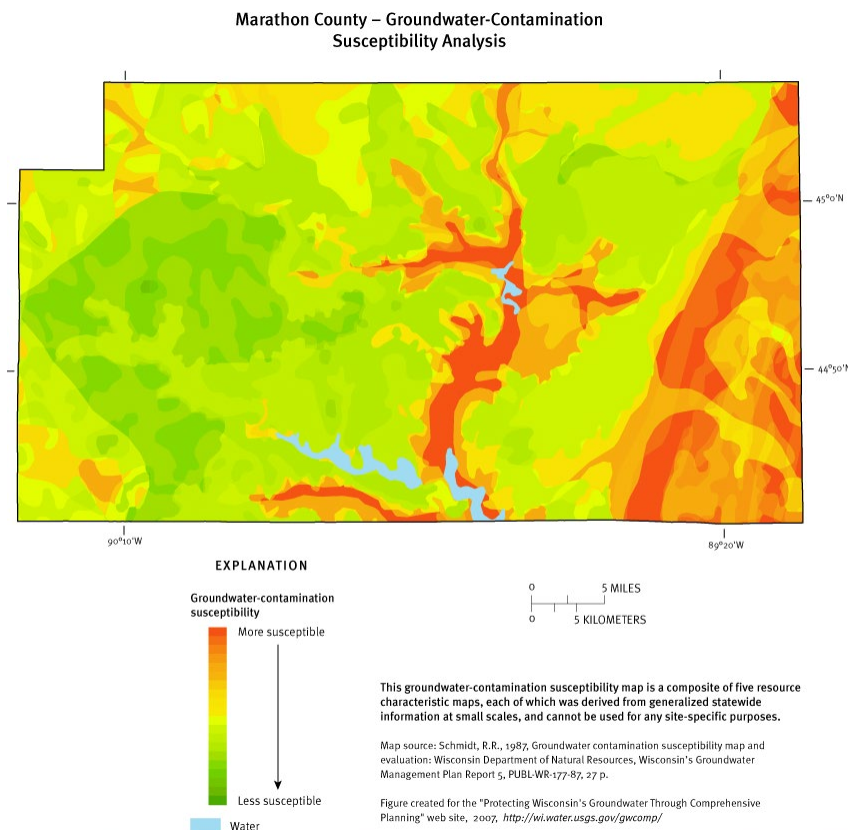 Marathon County – Groundwater-Contamination
Susceptibility Analysis
45°0'N
44°50'N
90°10'W
89°20'W
EXPLANATION
Groundwater-contamination
susceptibility
More susceptible
Less susceptible
Water
0 5 MILES
0 5 KILOMETERS
This groundwater-contamination susceptibility map is a composite of five resource
characteristic maps, each of which was derived from generalized statewide
information at small scales, and cannot be used for any site-specific purposes.
Map source: Schmidt, R.R., 1987, Groundwater contamination susceptibility map and
evaluation: Wisconsin Department of Natural Resources, Wisconsin's Groundwater
Management Plan Report 5, PUBL-WR-177-87, 27 p.
Figure created for the "Protecting Wisconsin's Groundwater Through Comprehensive
Planning" web site, 2007, http://wi.water.usgs.gov/gwcomp/